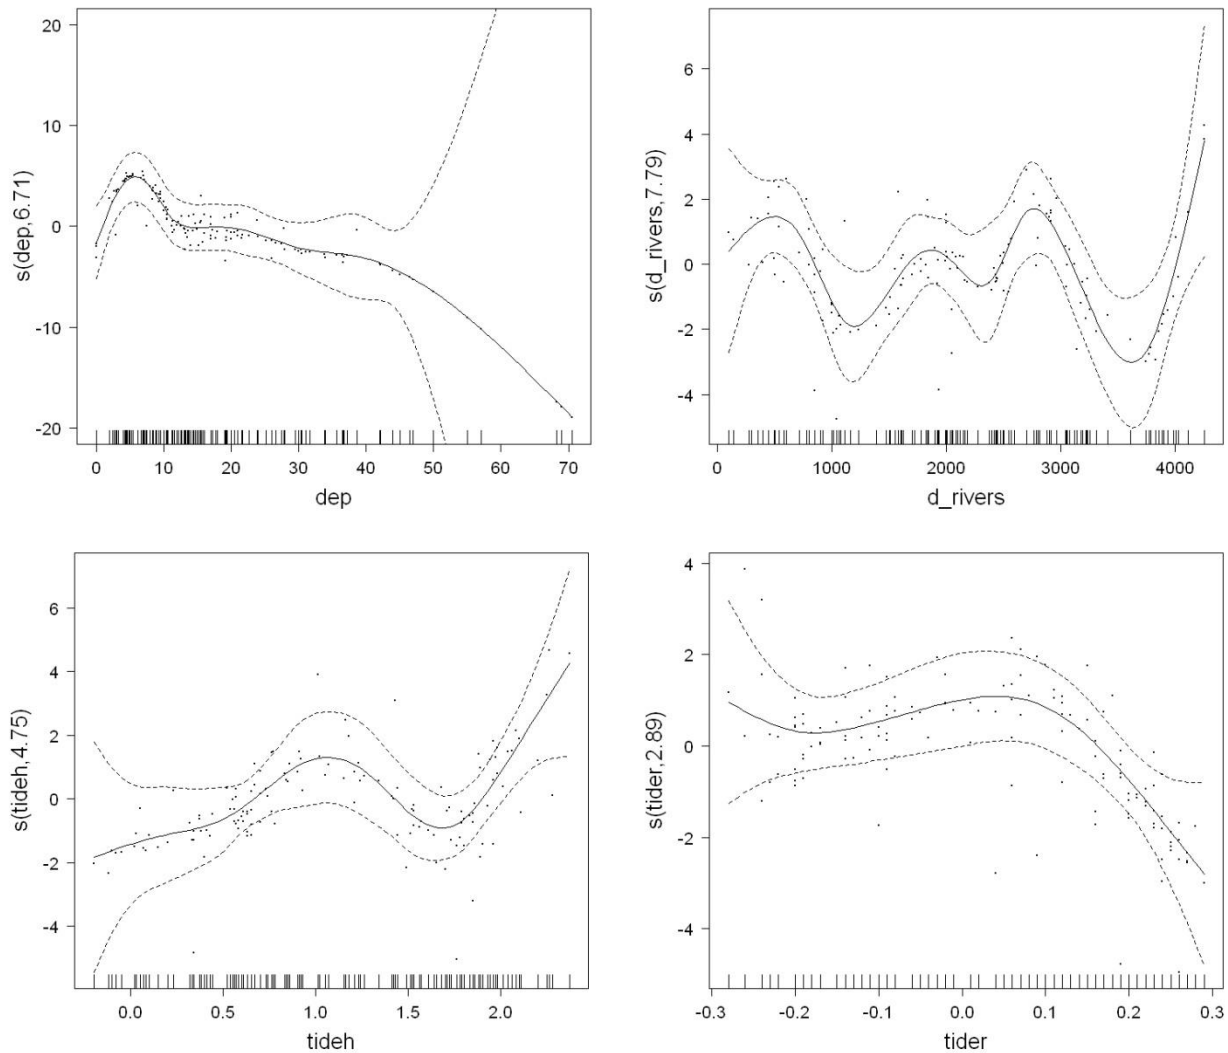 20
10
0
-10
-20
s(dep,6.71)
0 10 20 30 40 50 60 70
dep
6
4
2
0
-2
-4
s(d_rivers,7.79)
0 1000 2000 3000 4000
d_rivers
6
4
2
0
-2
-4
s(tideh,4.75)
0.0 0.5 1.0 1.5 2.0
tideh
4
2
0
-2
-4
s(tider,2.89)
-0.3 -0.2 -0.1 0.0 0.1 0.2 0.3
tider